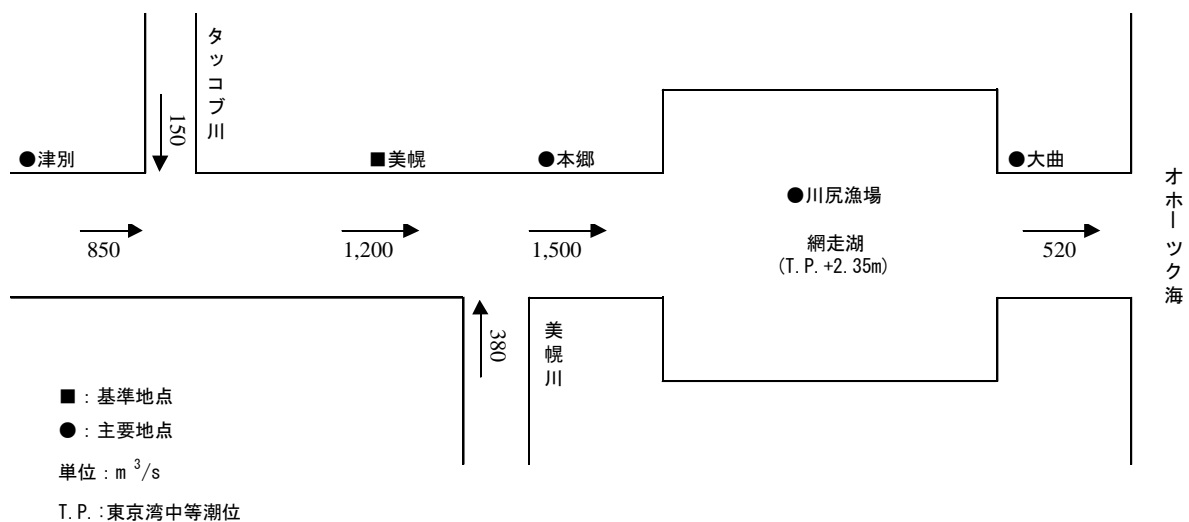 タッコブ川
150
●津別
■美幌
●本郷
●大曲
●川尻漁場
850
1,200
1,500
網走湖
(T.P.+2.35m)
520
オホーツク海
380
美幌川
■：基準地点
●：主要地点
単位：m³/s
T.P.：東京湾中等潮位